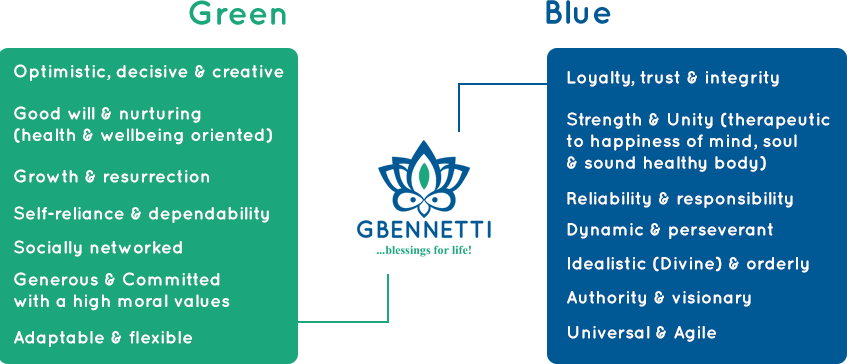 Green
Optimistic, decisive & creative
Good will & nurturing
(health & wellbeing oriented)
Growth & resurrection
Self-reliance & dependability
Socially networked
Generous & Committed
with a high moral values
Adaptable & flexible
GBENNETTI
...blessings for life!
Blue
Loyalty, trust & integrity
Strength & Unity (therapeutic
to happiness of mind, soul
& sound healthy body)
Reliability & responsibility
Dynamic & perseverant
Idealistic (Divine) & orderly
Authority & visionary
Universal & Agile